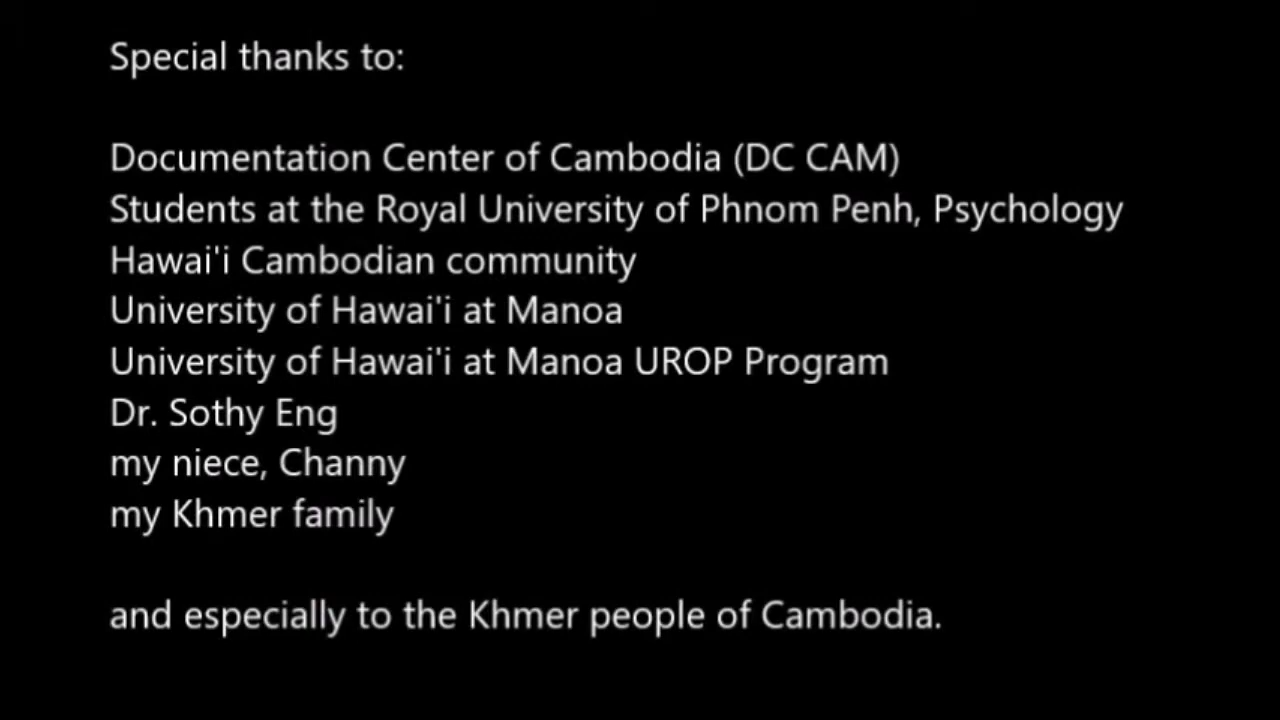 Special thanks to:
Documentation Center of Cambodia (DC CAM)
Students at the Royal University of Phnom Penh, Psychology
Hawai'i Cambodian community
University of Hawai'i at Manoa
University of Hawai'i at Manoa UROP Program
Dr. Sothy Eng
my niece, Channy
my Khmer family
and especially to the Khmer people of Cambodia.